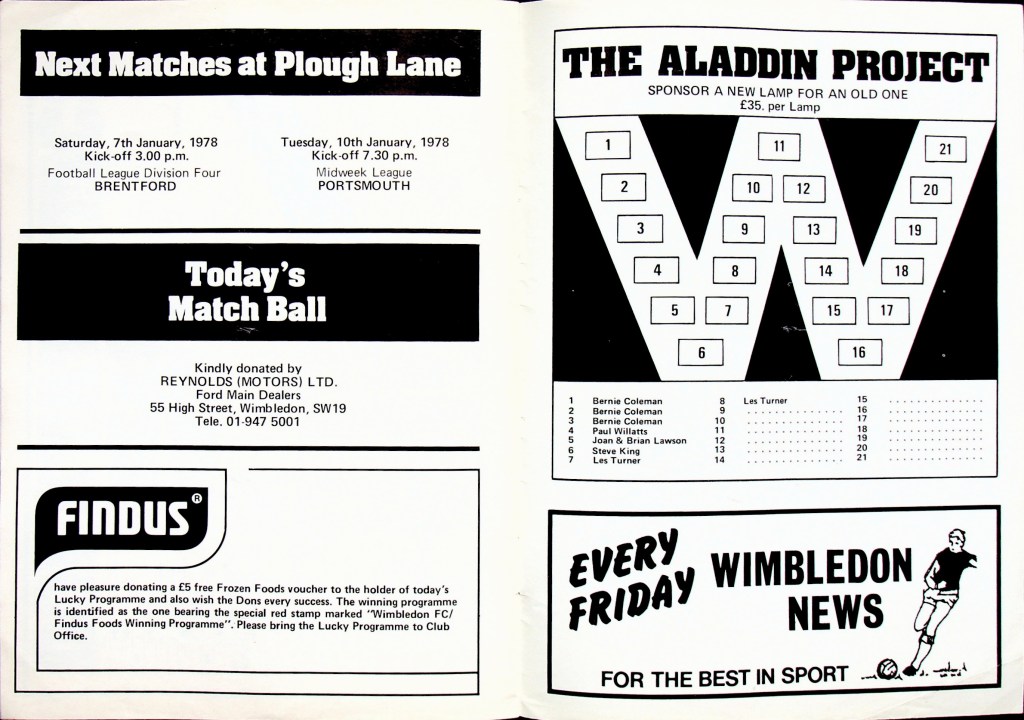 Next Matches at Plough Lane
Saturday, 7th January, 1978
Kick-off 3.00 p.m.
Football League Division Four
BRENTFORD
Tuesday, 10th January, 1978
Kick-off 7.30 p.m.
Midweek League
PORTSMOUTH
Today's
Match Ball
Kindly donated by
REYNOLDS (MOTORS) LTD.
Ford Main Dealers
55 High Street, Wimbledon, SW19
Tele. 01-947 5001
FINDUS®
have pleasure donating a £5 free Frozen Foods voucher to the holder of today's
Lucky Programme and also wish the Dons every success. The winning programme
is identified as the one bearing the special red stamp marked "Wimbledon FC/
Findus Foods Winning Programme". Please bring the Lucky Programme to Club
Office.
THE ALADDIN PROJECT
SPONSOR A NEW LAMP FOR AN OLD ONE
£35. per Lamp
1 11 21
2 10 12 20
3 9 13 19
4 8 14 18
5 7 15 17
6 16
1 Bernie Coleman 8 Les Turner 15 ..............
2 Bernie Coleman 9 .............. 16 ..............
3 Bernie Coleman 10 .............. 17 ..............
4 Paul Willatts 11 .............. 18 ..............
5 Joan & Brian Lawson 12 .............. 19 ..............
6 Steve King 13 .............. 20 ..............
7 Les Turner 14 .............. 21 ..............
EVERY
FRIDAY
WIMBLEDON
NEWS
FOR THE BEST IN SPORT